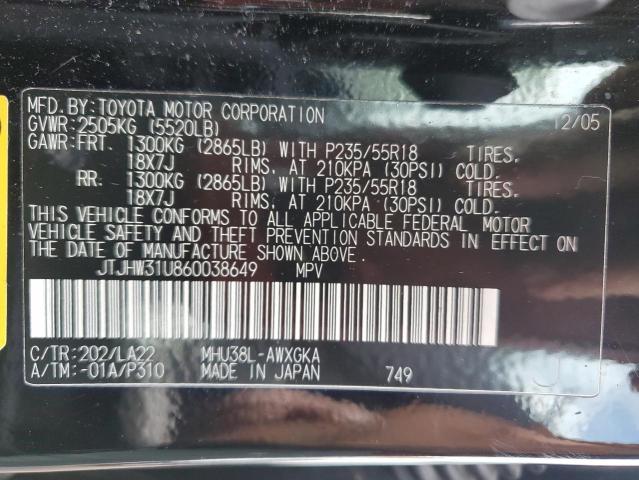 MFD.BY:TOYOTA MOTOR CORPORATION 12/05
GVWR:2505KG (5520LB)
GAWR:FRT. 1300KG (2865LB) WITH P235/55R18 TIRES,
18X7J RIMS, AT 210KPA (30PSI) COLD.
RR. 1300KG (2865LB) WITH P235/55R18 TIRES,
18X7J RIMS, AT 210KPA (30PSI) COLD.
THIS VEHICLE CONFORMS TO ALL APPLICABLE FEDERAL MOTOR
VEHICLE SAFETY AND THEFT PREVENTION STANDARDS IN EFFECT ON
THE DATE OF MANUFACTURE SHOWN ABOVE.
JTJHW31U860038649 MPV
C/TR:202/LA22 MHU38L-AWXGKA
A/TM:-01A/P310 MADE IN JAPAN 749